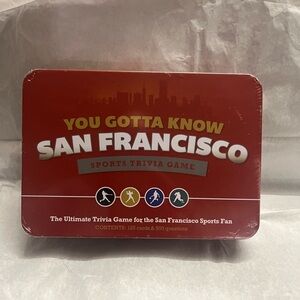 YOU GOTTA KNOW
SAN FRANCISCO
SPORTS TRIVIA GAME
The Ultimate Trivia Game for the San Francisco Sports Fan
CONTENTS: 125 cards & 500 questions